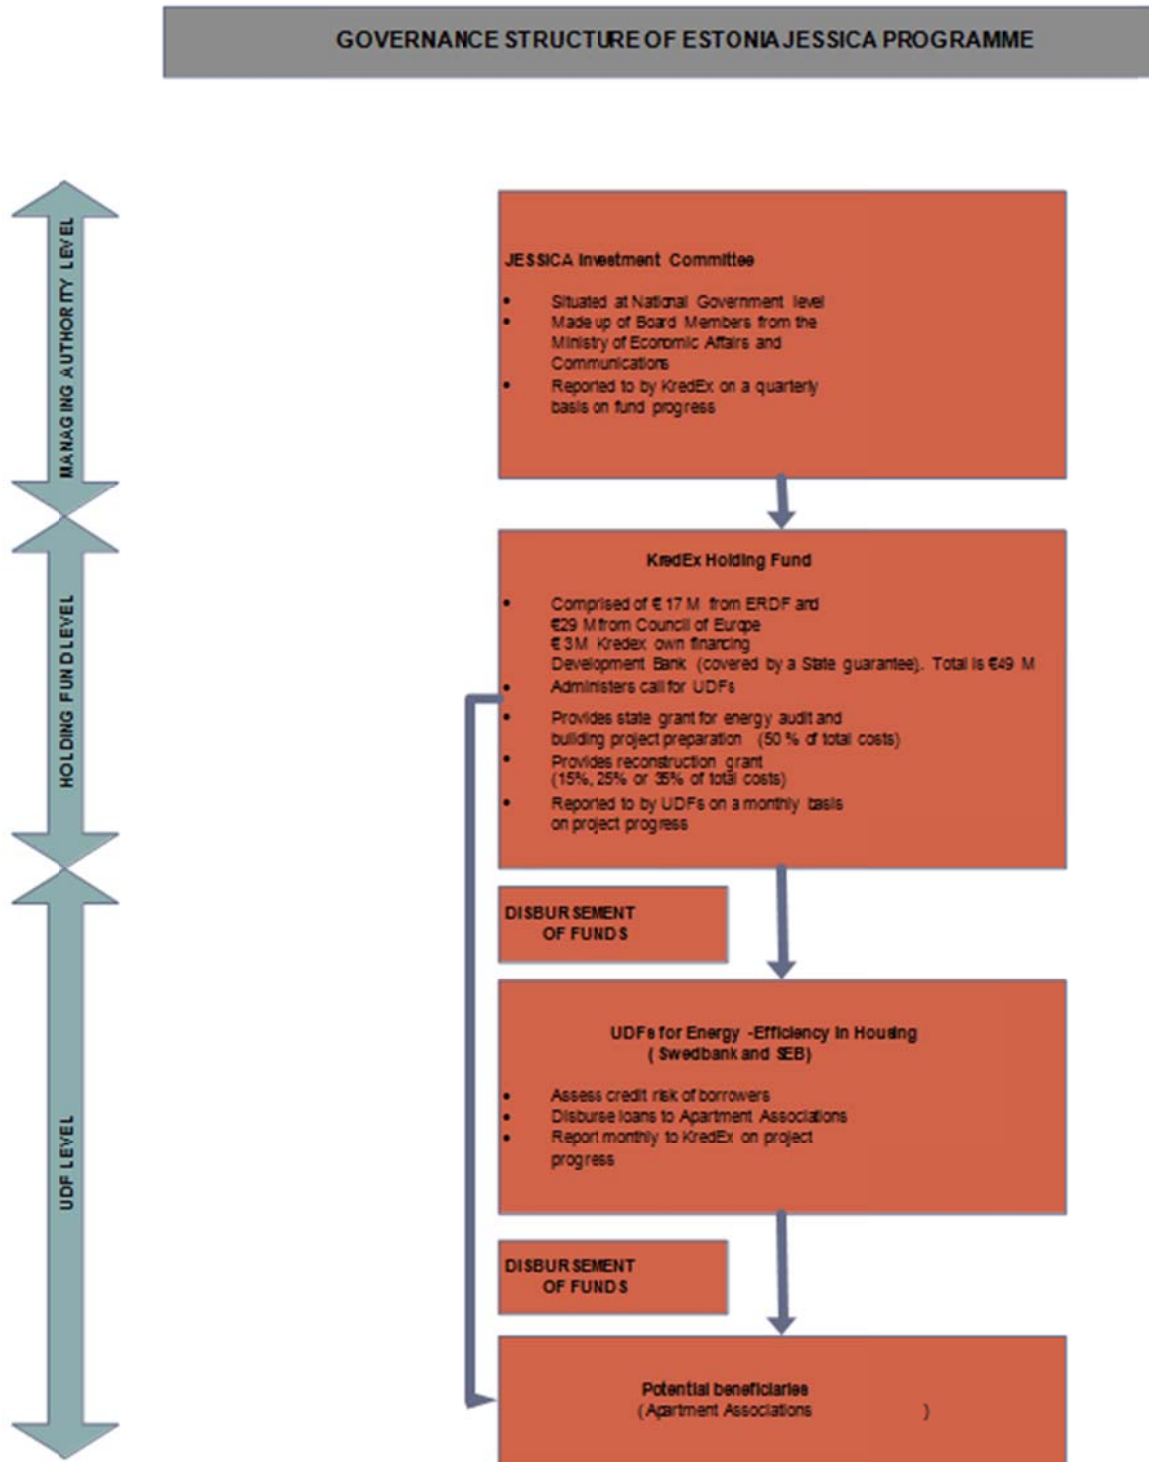 GOVERNANCE STRUCTURE OF ESTONIA JESSICA PROGRAMME
MANAGING AUTHORITY LEVEL
JESSICA Investment Committee
• Situated at National Government level
• Made up of Board Members from the
Ministry of Economic Affairs and
Communications
• Reported to by KredEx on a quarterly
basis on fund progress
HOLDING FUND LEVEL
KredEx Holding Fund
• Comprised of € 17 M from ERDF and
€29 M from Council of Europe
€ 3 M Kredex own financing
Development Bank (covered by a State guarantee). Total is €49 M
• Administers call for UDFs
• Provides state grant for energy audit and
building project preparation (50 % of total costs)
• Provides reconstruction grant
(15%, 25% or 35% of total costs)
• Reported to by UDFs on a monthly basis
on project progress
DISBURSEMENT
OF FUNDS
UDF LEVEL
UDFs for Energy -Efficiency in Housing
( Swedbank and SEB)
• Assess credit risk of borrowers
• Disburse loans to Apartment Associations
• Report monthly to KredEx on project
progress
DISBURSEMENT
OF FUNDS
Potential beneficiaries
( Apartment Associations )